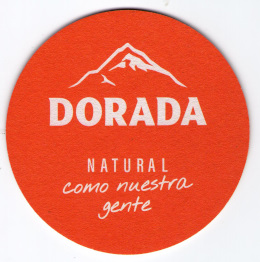 DORADA
NATURAL
como nuestra
gente